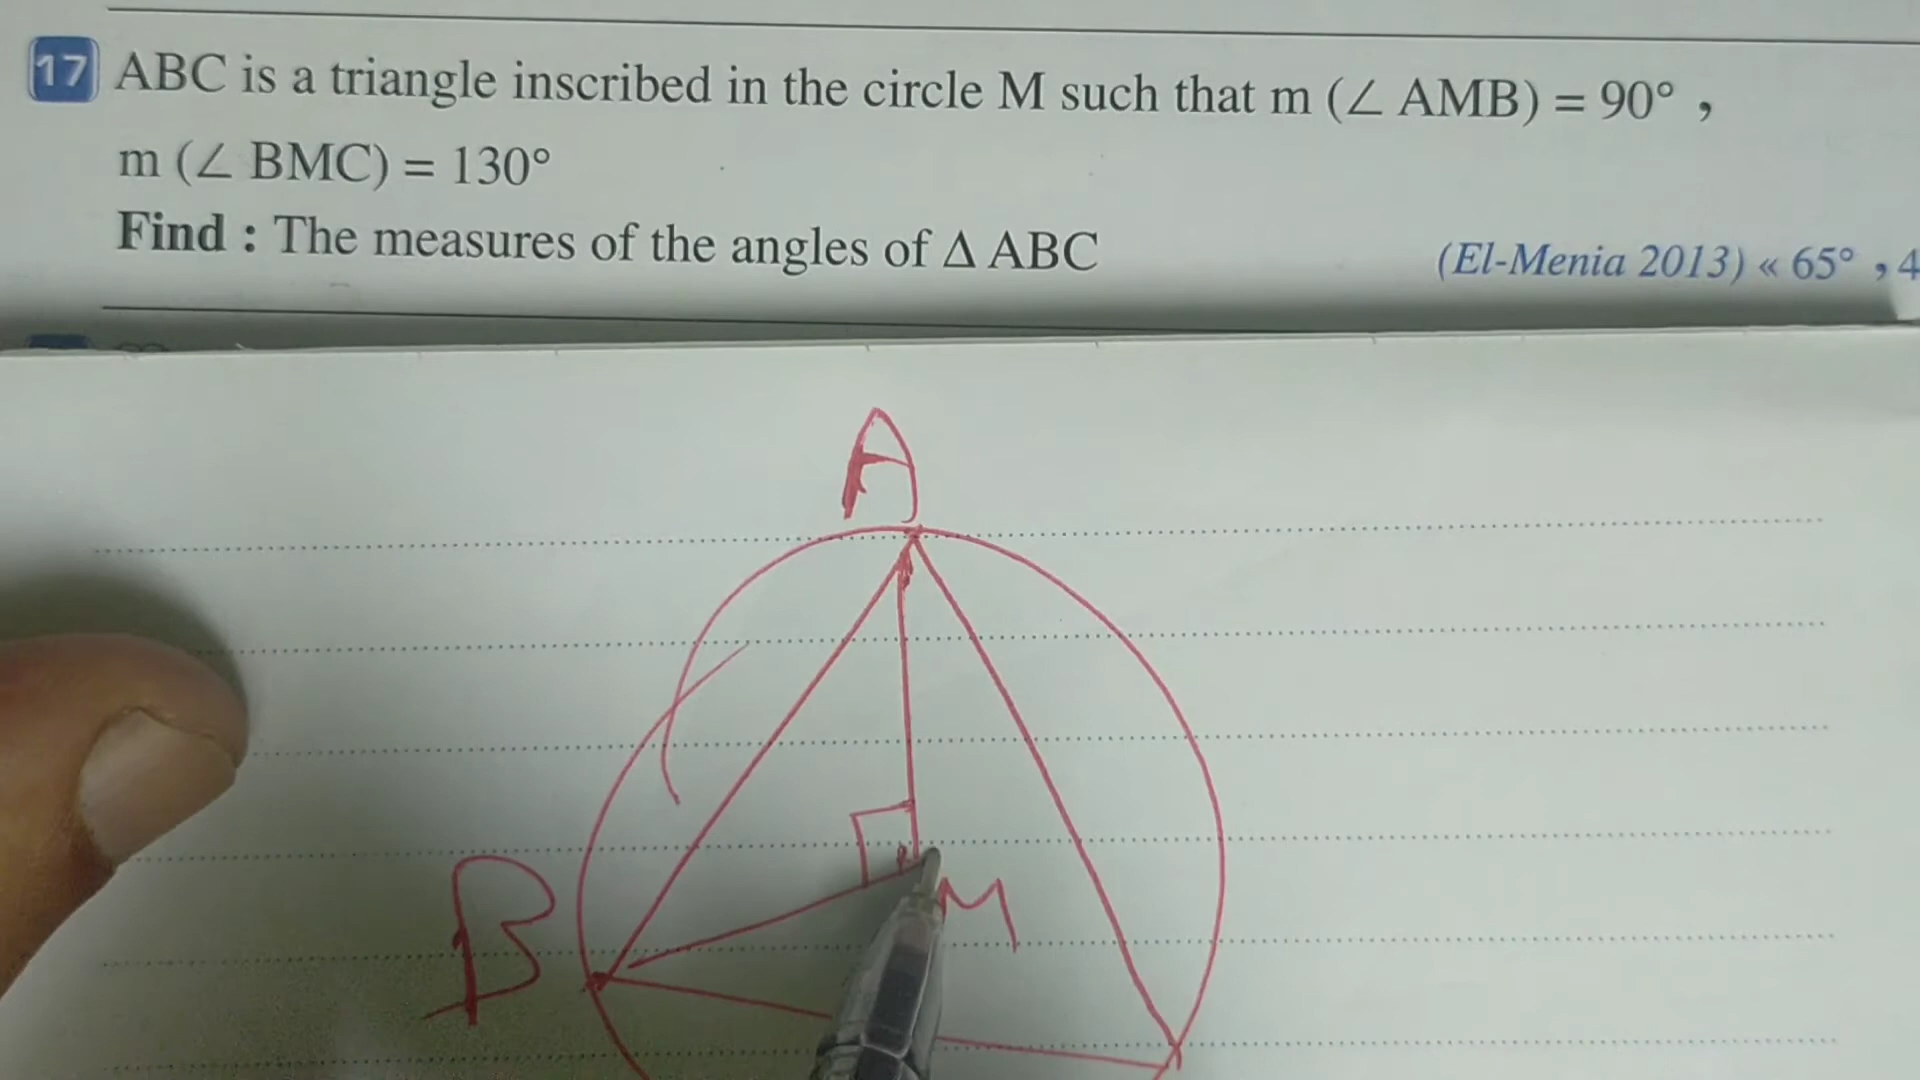 17 ABC is a triangle inscribed in the circle M such that m (∠ AMB) = 90° ,
m (∠ BMC) = 130°
Find : The measures of the angles of Δ ABC
(El-Menia 2013) « 65° , 4
A
M
B